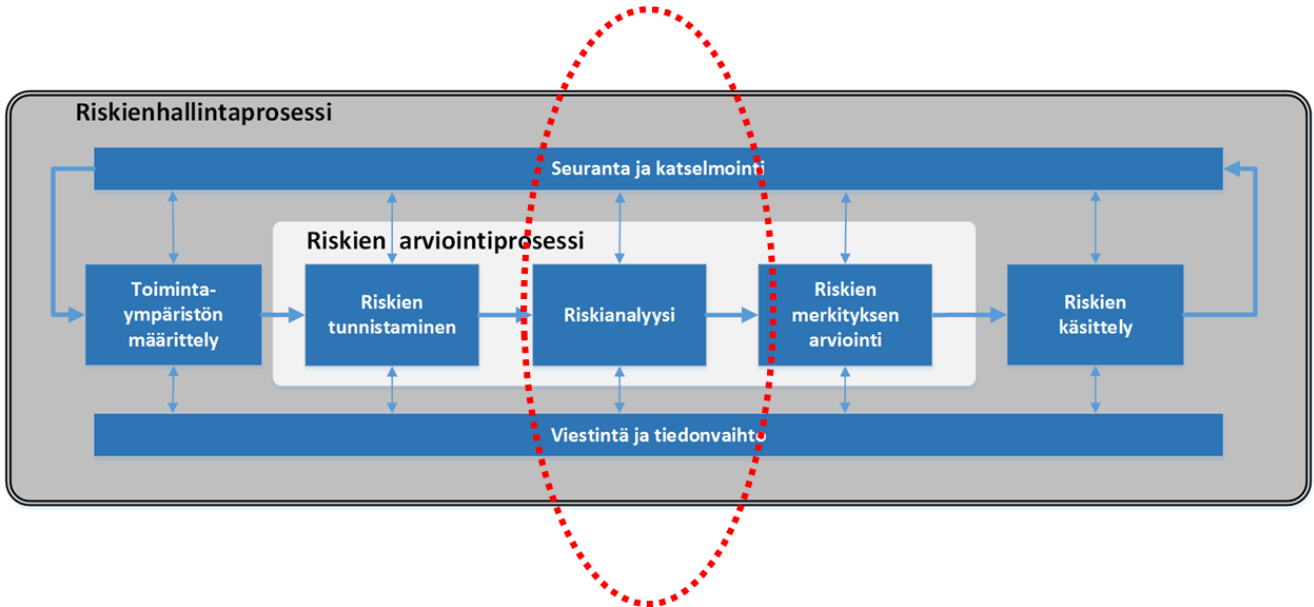 Riskienhallintaprosessi
Seuranta ja katselmointi
Riskien arviointiprosessi
Toiminta-
ympäristön
määrittely
Riskien
tunnistaminen
Riskianalyysi
Riskien
merkityksen
arviointi
Riskien
käsittely
Viestintä ja tiedonvaihto